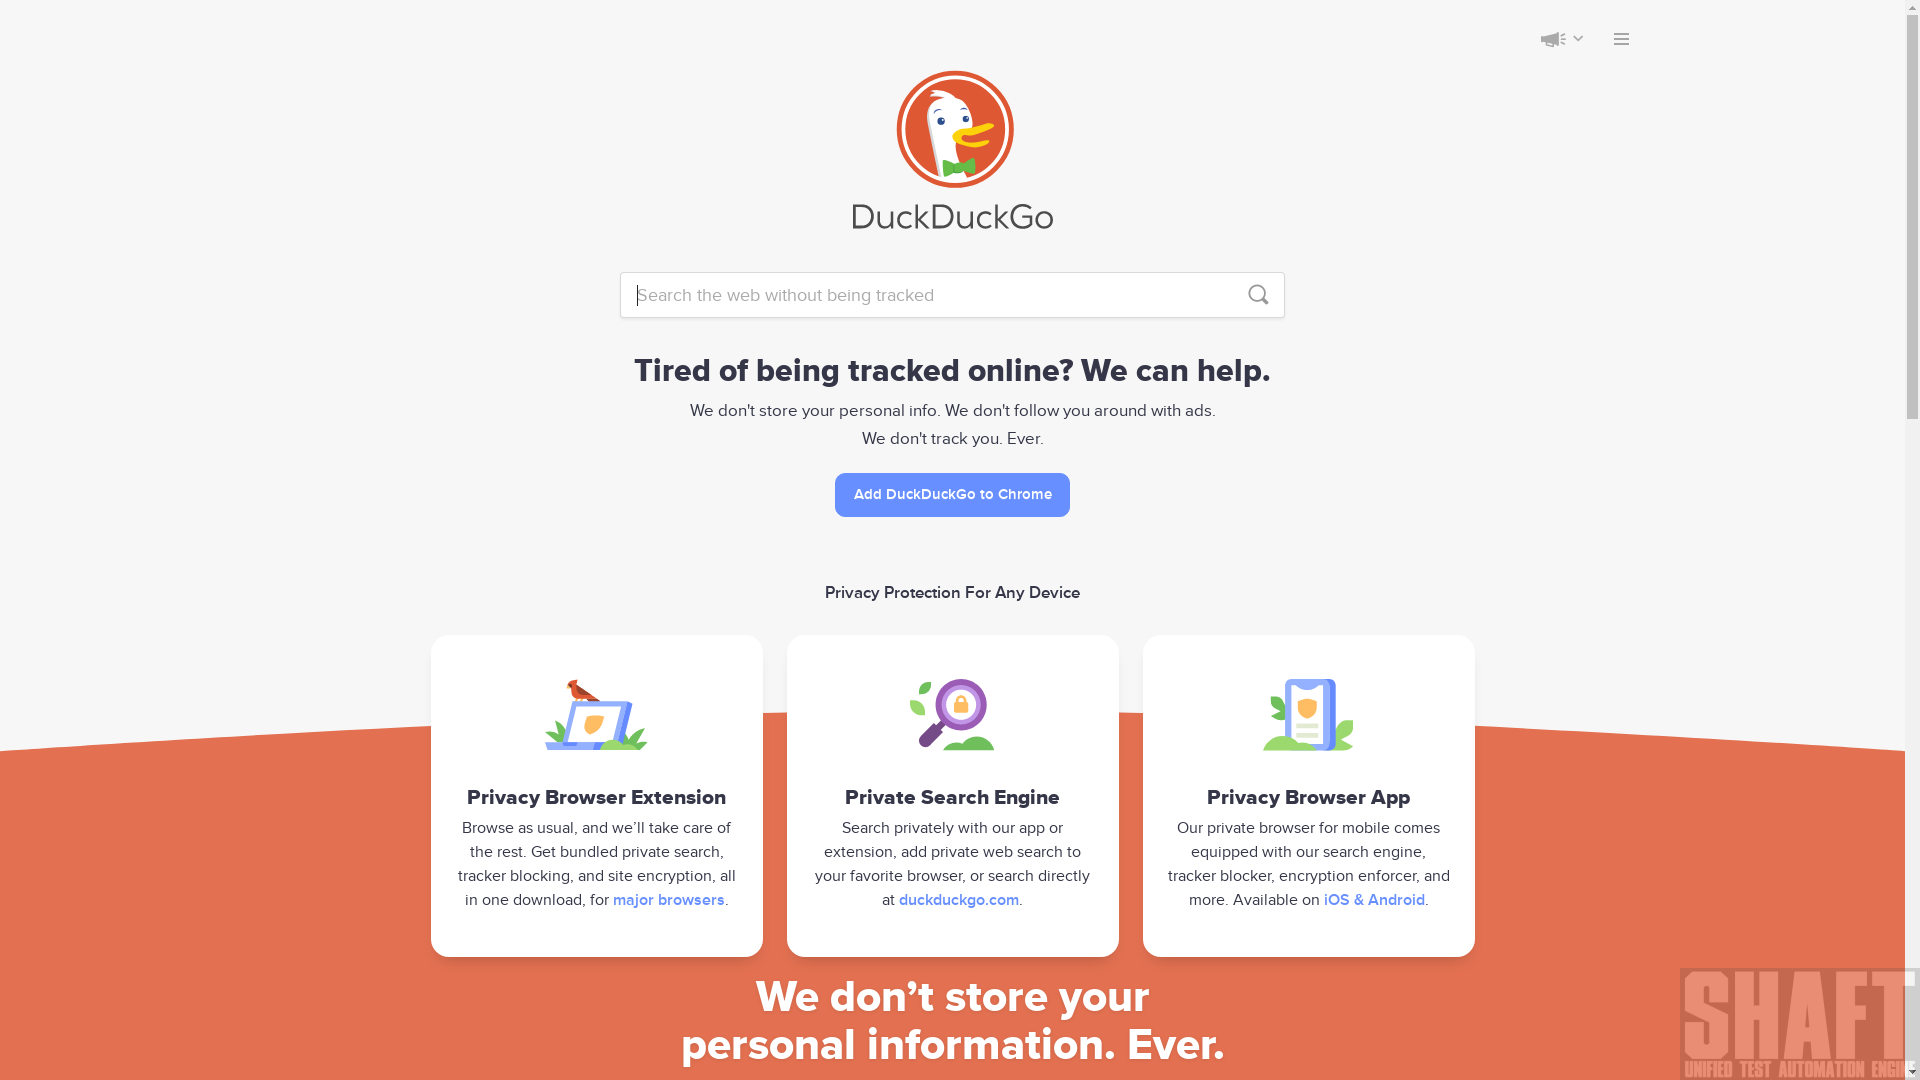 DuckDuckGo
Search the web without being tracked
Tired of being tracked online? We can help.
We don't store your personal info. We don't follow you around with ads.
We don't track you. Ever.
Add DuckDuckGo to Chrome
Privacy Protection For Any Device
Privacy Browser Extension
Browse as usual, and we’ll take care of
the rest. Get bundled private search,
tracker blocking, and site encryption, all
in one download, for major browsers.
Private Search Engine
Search privately with our app or
extension, add private web search to
your favorite browser, or search directly
at duckduckgo.com.
Privacy Browser App
Our private browser for mobile comes
equipped with our search engine,
tracker blocker, encryption enforcer, and
more. Available on iOS & Android.
We don’t store your
personal information. Ever.
SHAFT
UNIFIED TEST AUTOMATION ENGINE